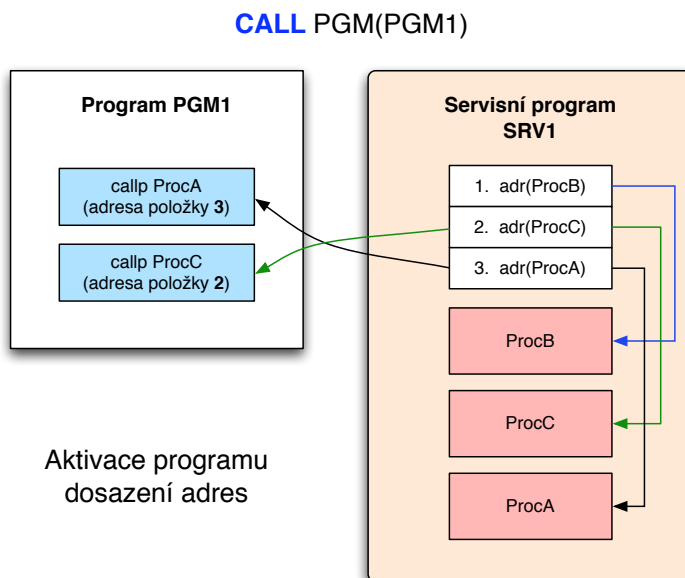 CALL PGM(PGM1)
Program PGM1
callp ProcA
(adresa položky 3)
callp ProcC
(adresa položky 2)
Servisní program
SRV1
1. adr(ProcB)
2. adr(ProcC)
3. adr(ProcA)
ProcB
ProcC
ProcA
Aktivace programu
dosazení adres